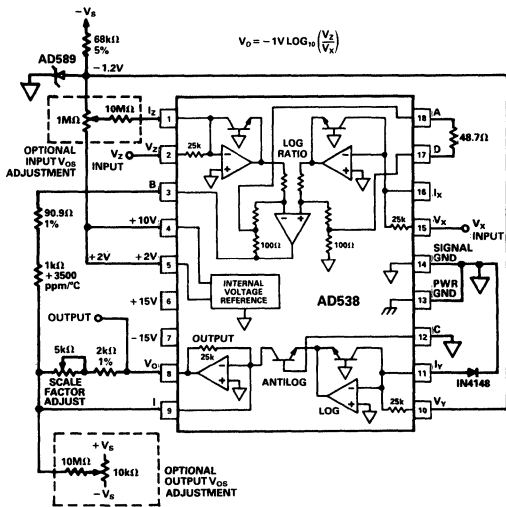 −VS
68kΩ
5%
VO = −1V LOG10 (VZ/VX)
AD589
−1.2V
1MΩ
10MΩ
OPTIONAL
INPUT VOS
ADJUSTMENT
IZ
1
VZ
INPUT
VZ
2
25k
B
3
90.9Ω
1%
+10V
4
1kΩ
+3500
ppm/°C
+2V
+2V
5
+15V
6
OUTPUT
−15V
7
5kΩ
2kΩ
1%
SCALE
FACTOR
ADJUST
VO
8
I
9
10MΩ
+VS
10kΩ
−VS
OPTIONAL
OUTPUT VOS
ADJUSTMENT
LOG
RATIO
100Ω
100Ω
25k
INTERNAL
VOLTAGE
REFERENCE
AD538
OUTPUT
25k
ANTILOG
LOG
25k
18
A
48.7Ω
17
D
16
IX
15
VX
VX
INPUT
14
SIGNAL
GND
13
PWR
GND
12
C
11
IY
IN4148
10
VY